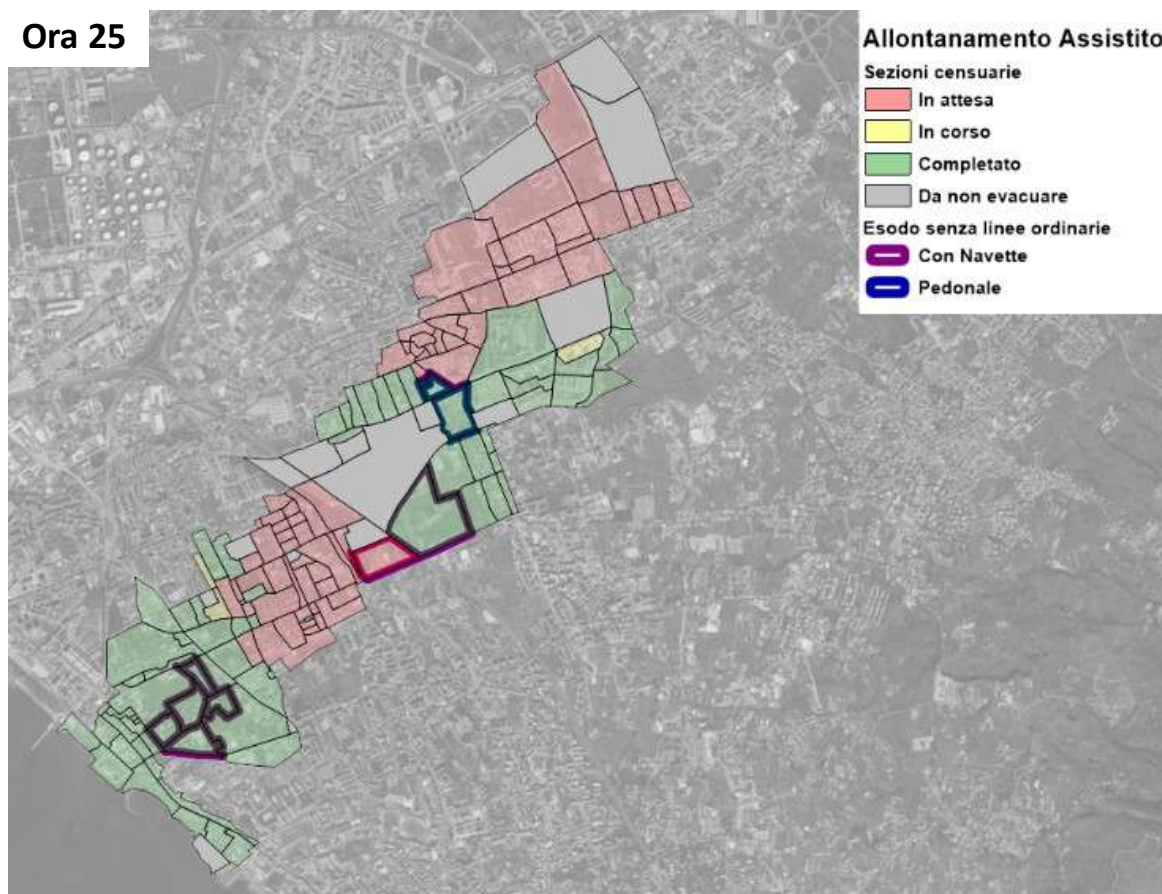 Ora 25
Allontanamento Assistito
Sezioni censuarie
In attesa
In corso
Completato
Da non evacuare
Esodo senza linee ordinarie
Con Navette
Pedonale